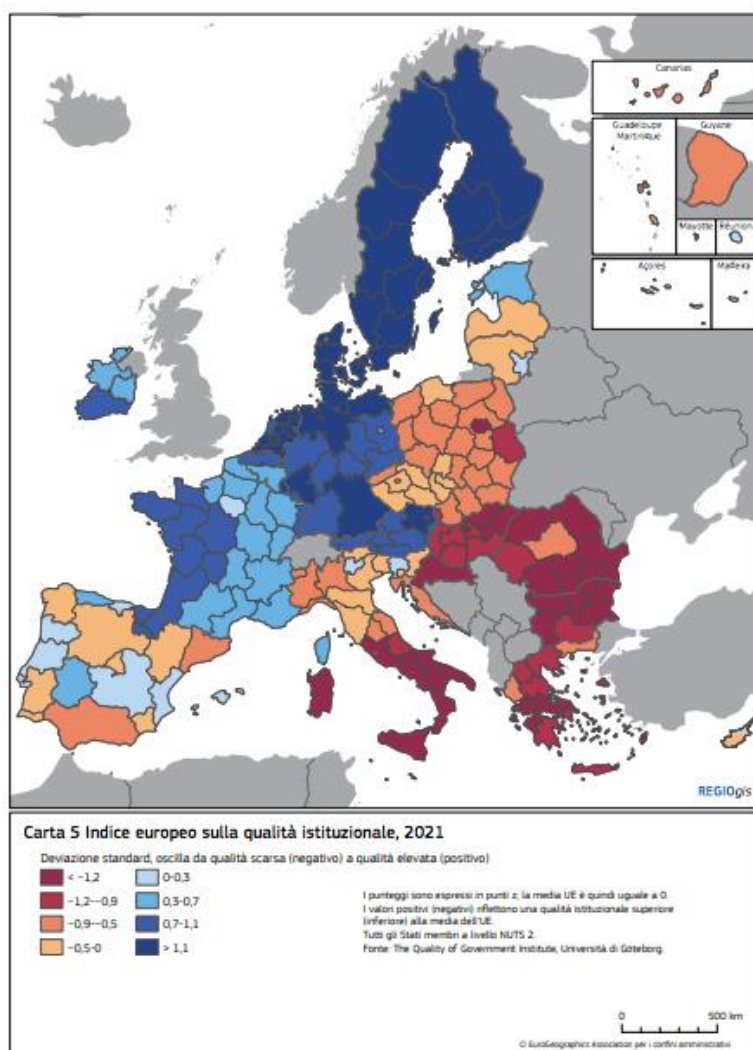 Canarias
Guadeloupe
Martinique
Guyane
Mayotte
Réunion
Açores
Madeira
REGIOgis
Carta 5 Indice europeo sulla qualità istituzionale, 2021
Deviazione standard, oscilla da qualità scarsa (negativo) a qualità elevata (positivo)
< −1,2
−1,2-−0,9
−0,9-−0,5
−0,5-0
0-0,3
0,3-0,7
0,7-1,1
> 1,1
I punteggi sono espressi in punti z; la media UE è quindi uguale a 0.
I valori positivi (negativi) riflettono una qualità istituzionale superiore
(inferiore) alla media dell'UE.
Tutti gli Stati membri a livello NUTS 2.
Fonte: The Quality of Government Institute, Università di Göteborg.
0 500 km
© EuroGeographics Association per i confini amministrativi